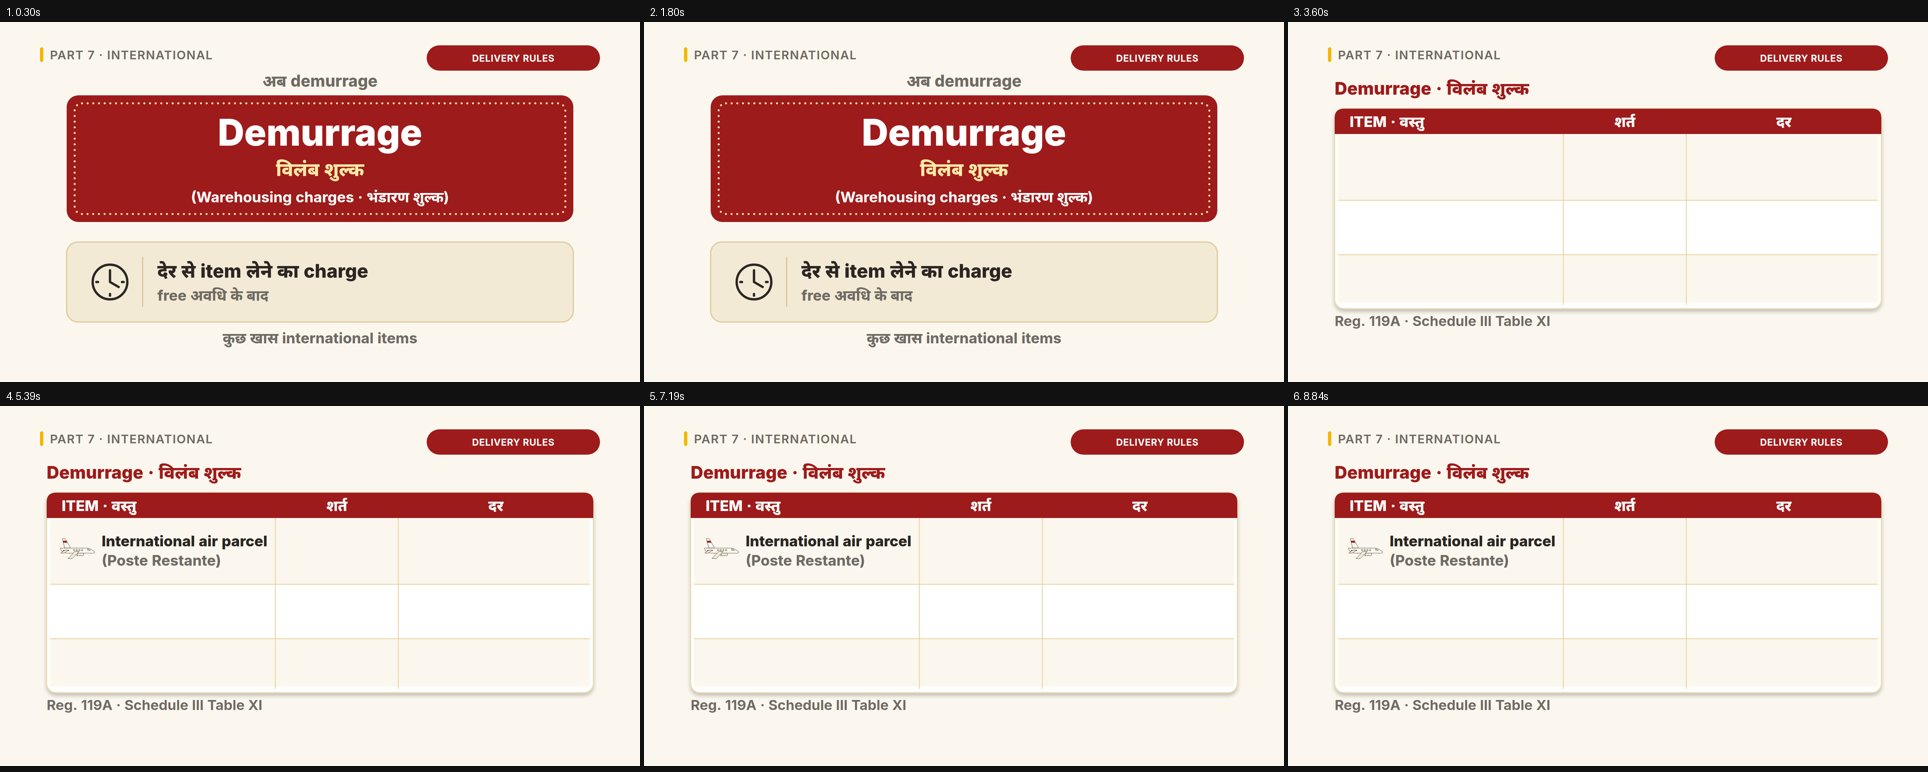 1. 0.30s
PART 7 · INTERNATIONAL
DELIVERY RULES
अब demurrage
Demurrage
विलंब शुल्क
(Warehousing charges · भंडारण शुल्क)
देर से item लेने का charge
free अवधि के बाद
कुछ खास international items
2. 1.80s
PART 7 · INTERNATIONAL
DELIVERY RULES
अब demurrage
Demurrage
विलंब शुल्क
(Warehousing charges · भंडारण शुल्क)
देर से item लेने का charge
free अवधि के बाद
कुछ खास international items
3. 3.60s
PART 7 · INTERNATIONAL
DELIVERY RULES
Demurrage · विलंब शुल्क
ITEM · वस्तु शर्त दर
Reg. 119A · Schedule III Table XI
4. 5.39s
PART 7 · INTERNATIONAL
DELIVERY RULES
Demurrage · विलंब शुल्क
ITEM · वस्तु शर्त दर
International air parcel
(Poste Restante)
Reg. 119A · Schedule III Table XI
5. 7.19s
PART 7 · INTERNATIONAL
DELIVERY RULES
Demurrage · विलंब शुल्क
ITEM · वस्तु शर्त दर
International air parcel
(Poste Restante)
Reg. 119A · Schedule III Table XI
6. 8.84s
PART 7 · INTERNATIONAL
DELIVERY RULES
Demurrage · विलंब शुल्क
ITEM · वस्तु शर्त दर
International air parcel
(Poste Restante)
Reg. 119A · Schedule III Table XI